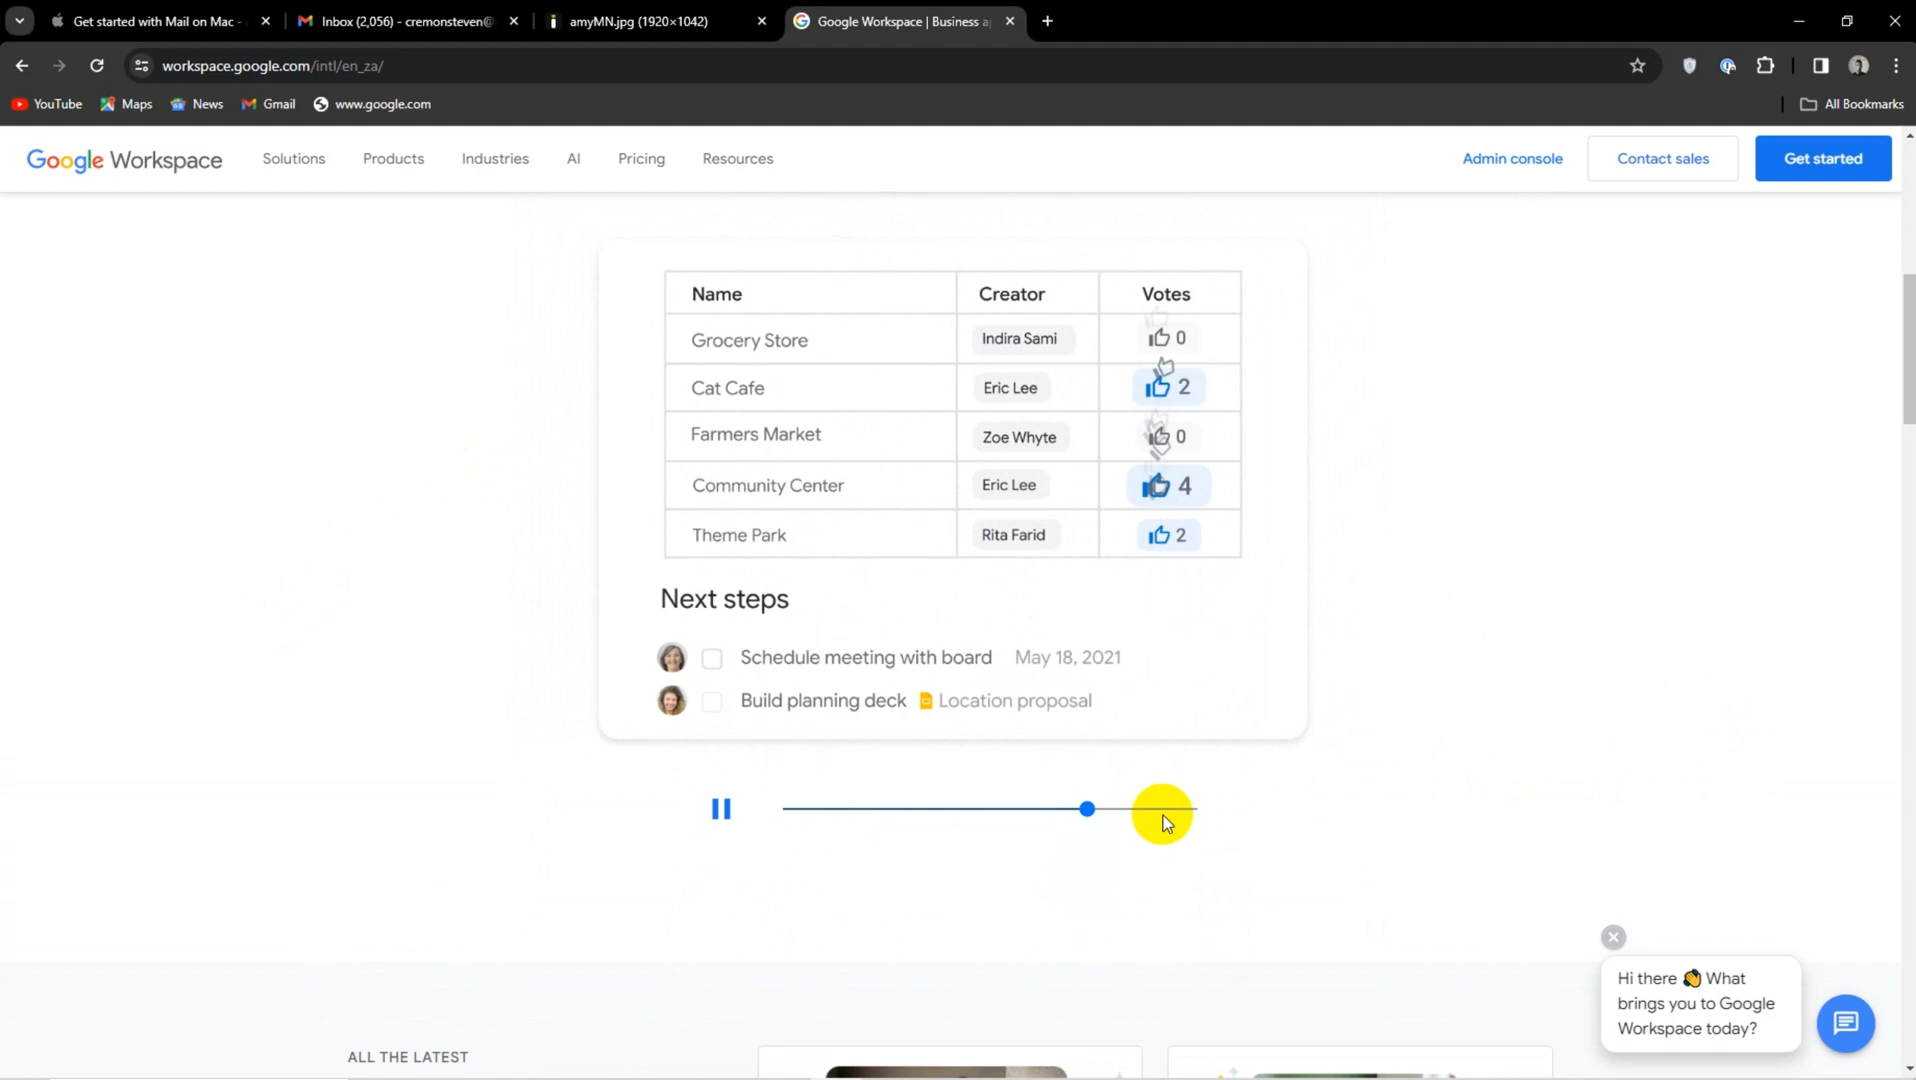 Get started with Mail on Mac -
Inbox (2,056) - cremonsteven@
amyMN.jpg (1920×1042)
Google Workspace | Business a
workspace.google.com/intl/en_za/
YouTube
Maps
News
Gmail
www.google.com
All Bookmarks
Google Workspace
Solutions
Products
Industries
AI
Pricing
Resources
Admin console
Contact sales
Get started
Name Creator Votes
Grocery Store Indira Sami 0
Cat Cafe Eric Lee 2
Farmers Market Zoe Whyte 0
Community Center Eric Lee 4
Theme Park Rita Farid 2
Next steps
Schedule meeting with board May 18, 2021
Build planning deck Location proposal
Hi there 👋 What
brings you to Google
Workspace today?
ALL THE LATEST